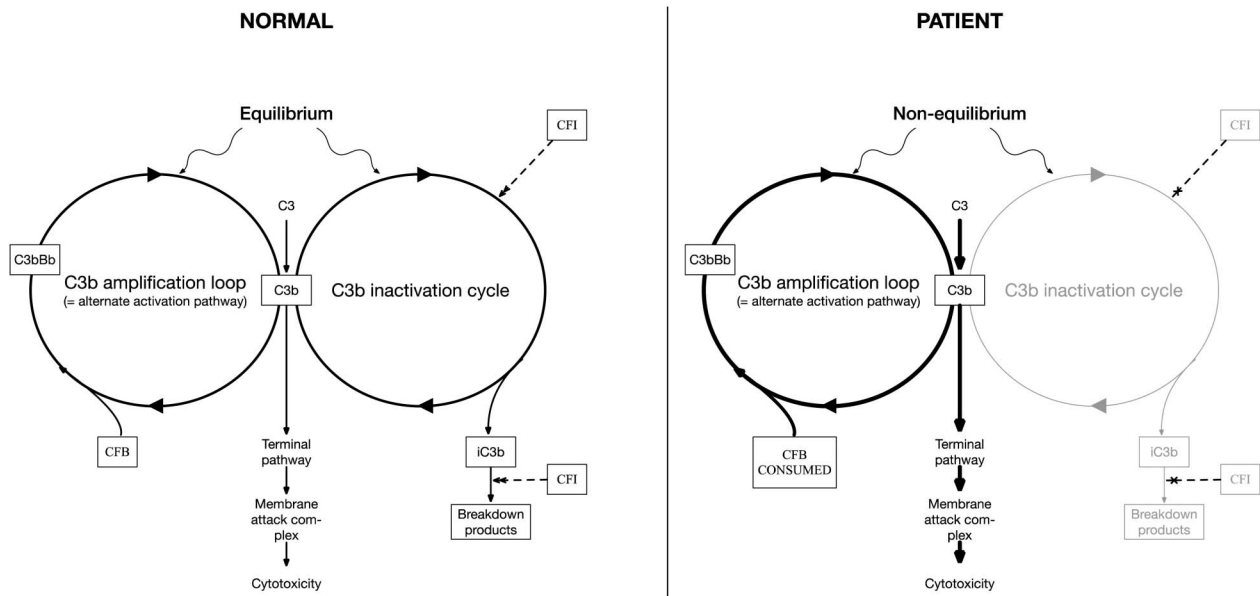 NORMAL
Equilibrium
CFI
C3
C3bBb
C3b amplification loop
(= alternate activation pathway)
C3b
C3b inactivation cycle
CFB
Terminal
pathway
iC3b
CFI
Membrane
attack com-
plex
Breakdown
products
Cytotoxicity
PATIENT
Non-equilibrium
CFI
C3
C3bBb
C3b amplification loop
(= alternate activation pathway)
C3b
C3b inactivation cycle
CFB
CONSUMED
Terminal
pathway
iC3b
CFI
Membrane
attack com-
plex
Breakdown
products
Cytotoxicity